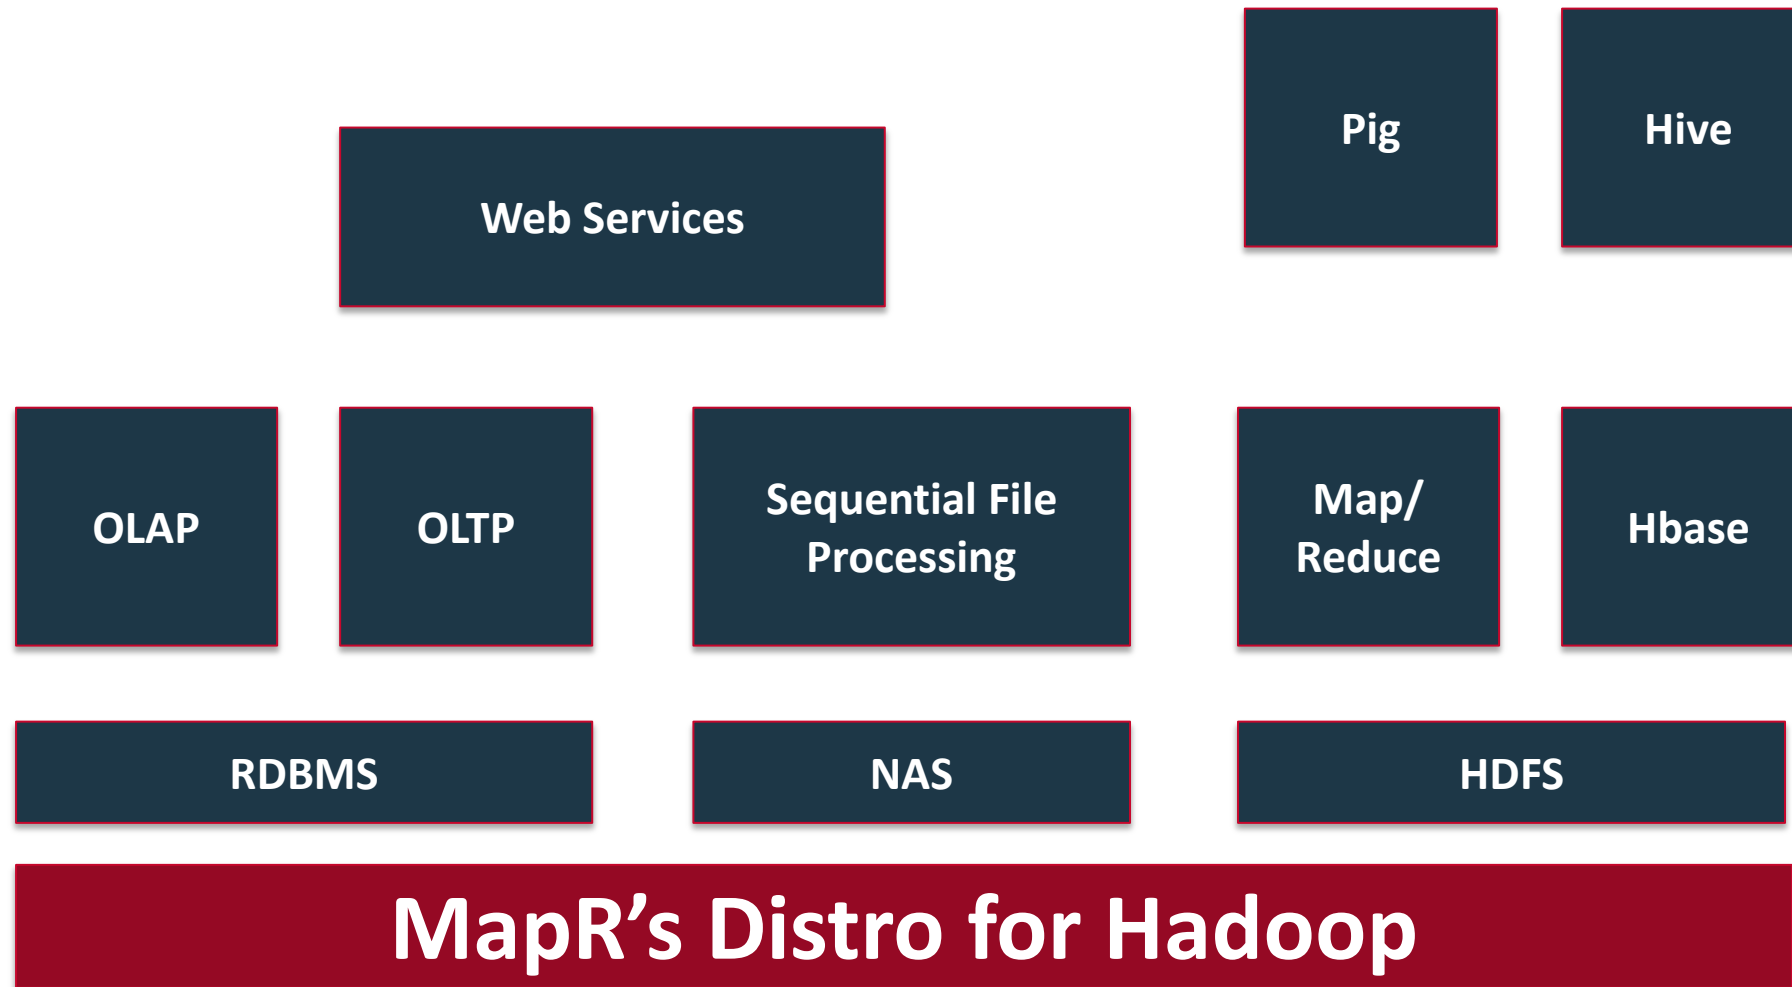 Pig
Hive
Web Services
OLAP
OLTP
Sequential File
Processing
Map/
Reduce
Hbase
RDBMS
NAS
HDFS
MapR’s Distro for Hadoop